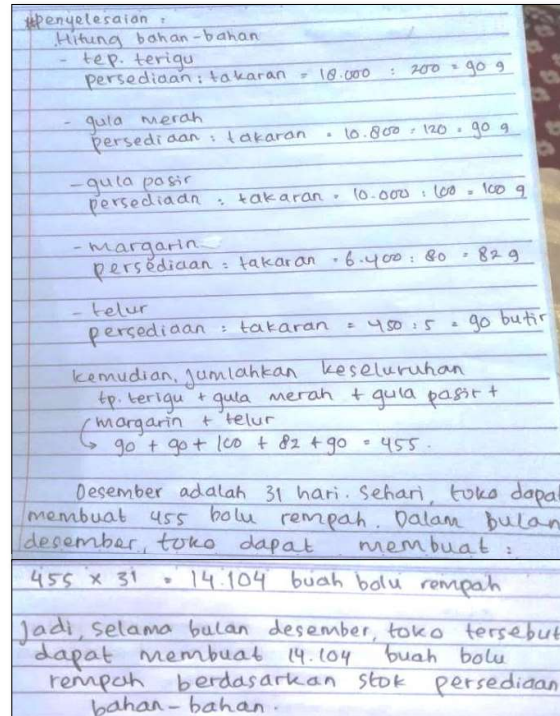 #Penyelesaian :
Hitung bahan-bahan
- tep. terigu
persediaan : takaran = 18.000 : 200 = 90 g
- gula merah
persediaan : takaran = 10.800 : 120 = 90 g
- gula pasir
persediaan : takaran = 10.000 : 100 = 100 g
- margarin
persediaan : takaran = 6.400 : 80 = 82 g
- telur
persediaan : takaran = 450 : 5 = 90 butir
kemudian, jumlahkan keseluruhan
tp. terigu + gula merah + gula pasir +
margarin + telur
↳ 90 + 90 + 100 + 82 + 90 = 455.
Desember adalah 31 hari. Sehari, toko dapat
membuat 455 bolu rempah. Dalam bulan
desember, toko dapat membuat :
455 x 31 = 14.104 buah bolu rempah
Jadi, selama bulan desember, toko tersebut
dapat membuat 14.104 buah bolu
rempah berdasarkan stok persediaan
bahan-bahan.